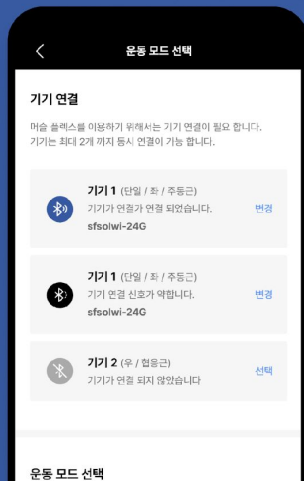 운동 모드 선택
기기 연결
머슬 플렉스를 이용하기 위해서는 기기 연결이 필요 합니다.
기기는 최대 2개 까지 동시 연결이 가능 합니다.
기기 1 (단일 / 좌 / 주동근)
기기가 연결가 연결 되었습니다.
변경
sfsolwi-24G
기기 1 (단일 / 좌 / 주동근)
기기 연결 신호가 약합니다.
변경
sfsolwi-24G
기기 2 (우 / 협응근)
기기가 연결 되지 않았습니다
선택
운동 모드 선택